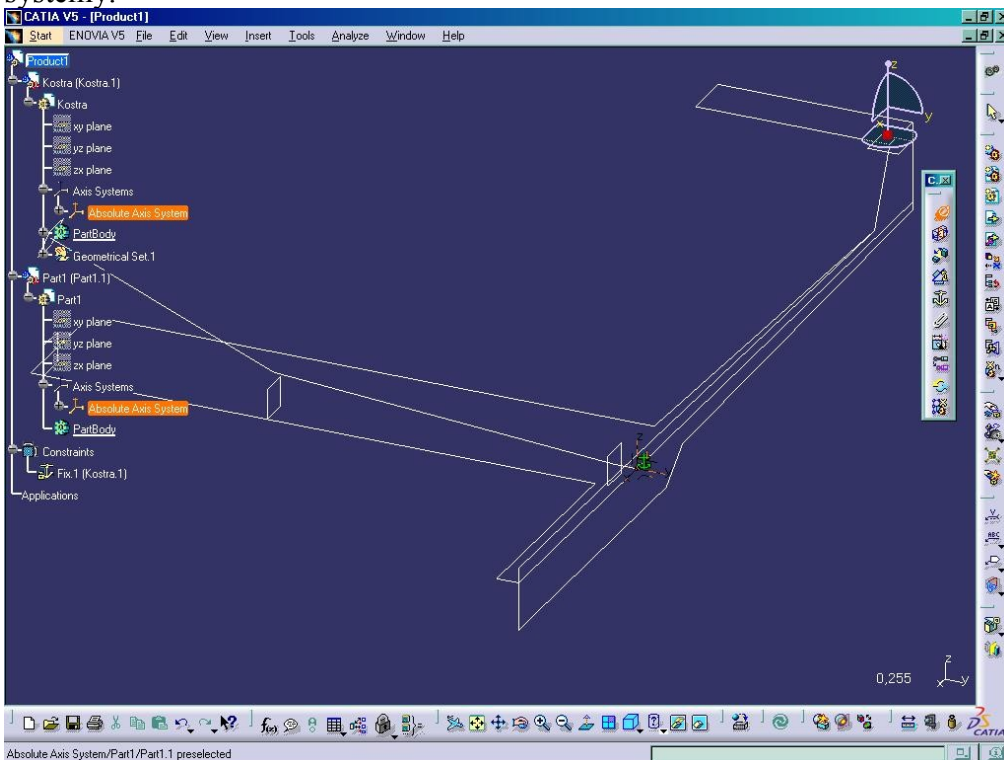 systémy.
CATIA V5 - [Product1]
Start ENOVIA V5 File Edit View Insert Tools Analyze Window Help
Product1
Kostra (Kostra.1)
Kostra
xy plane
yz plane
zx plane
Axis Systems
Absolute Axis System
PartBody
Geometrical Set.1
Part1 (Part1.1)
Part1
xy plane
yz plane
zx plane
Axis Systems
Absolute Axis System
PartBody
Constraints
Fix.1 (Kostra.1)
Applications
z
y
x
C...
z
0,255
x y
f(x)
CATIA
Absolute Axis System/Part1/Part1.1 preselected